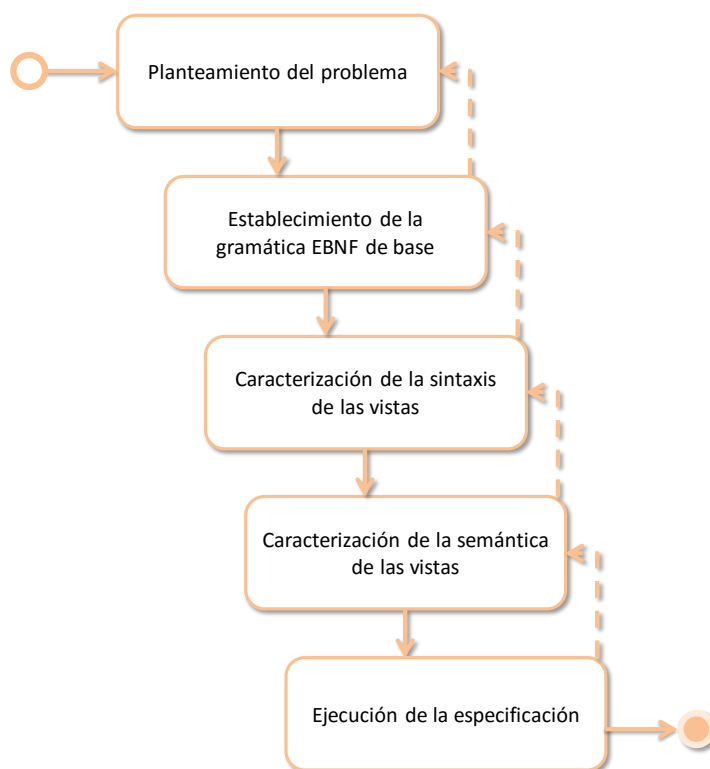 Planteamiento del problema
Establecimiento de la
gramática EBNF de base
Caracterización de la sintaxis
de las vistas
Caracterización de la semántica
de las vistas
Ejecución de la especificación